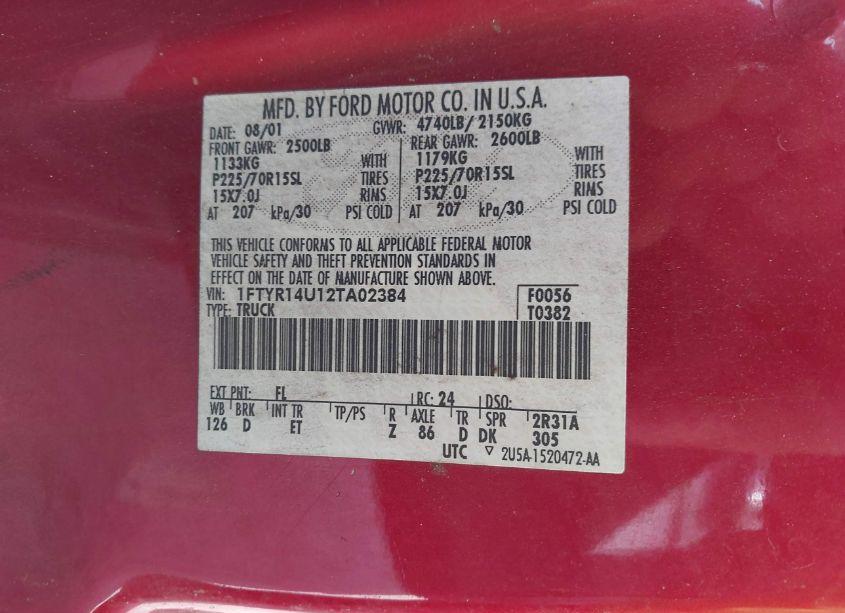 MFD. BY FORD MOTOR CO. IN U.S.A.
DATE: 08/01 GVWR: 4740LB/ 2150KG
FRONT GAWR: 2500LB REAR GAWR: 2600LB
1133KG WITH 1179KG WITH
P225/70R15SL TIRES P225/70R15SL TIRES
15X7.0J RIMS 15X7.0J RIMS
AT 207 kPa/30 PSI COLD AT 207 kPa/30 PSI COLD
THIS VEHICLE CONFORMS TO ALL APPLICABLE FEDERAL MOTOR
VEHICLE SAFETY AND THEFT PREVENTION STANDARDS IN
EFFECT ON THE DATE OF MANUFACTURE SHOWN ABOVE.
VIN: 1FTYR14U12TA02384 F0056
TYPE: TRUCK T0382
EXT PNT: FL RC: 24 DSO:
WB BRK INT TR TP/PS R AXLE TR SPR 2R31A
126 D ET Z 86 D DK 305
UTC ▽ 2U5A-1520472-AA